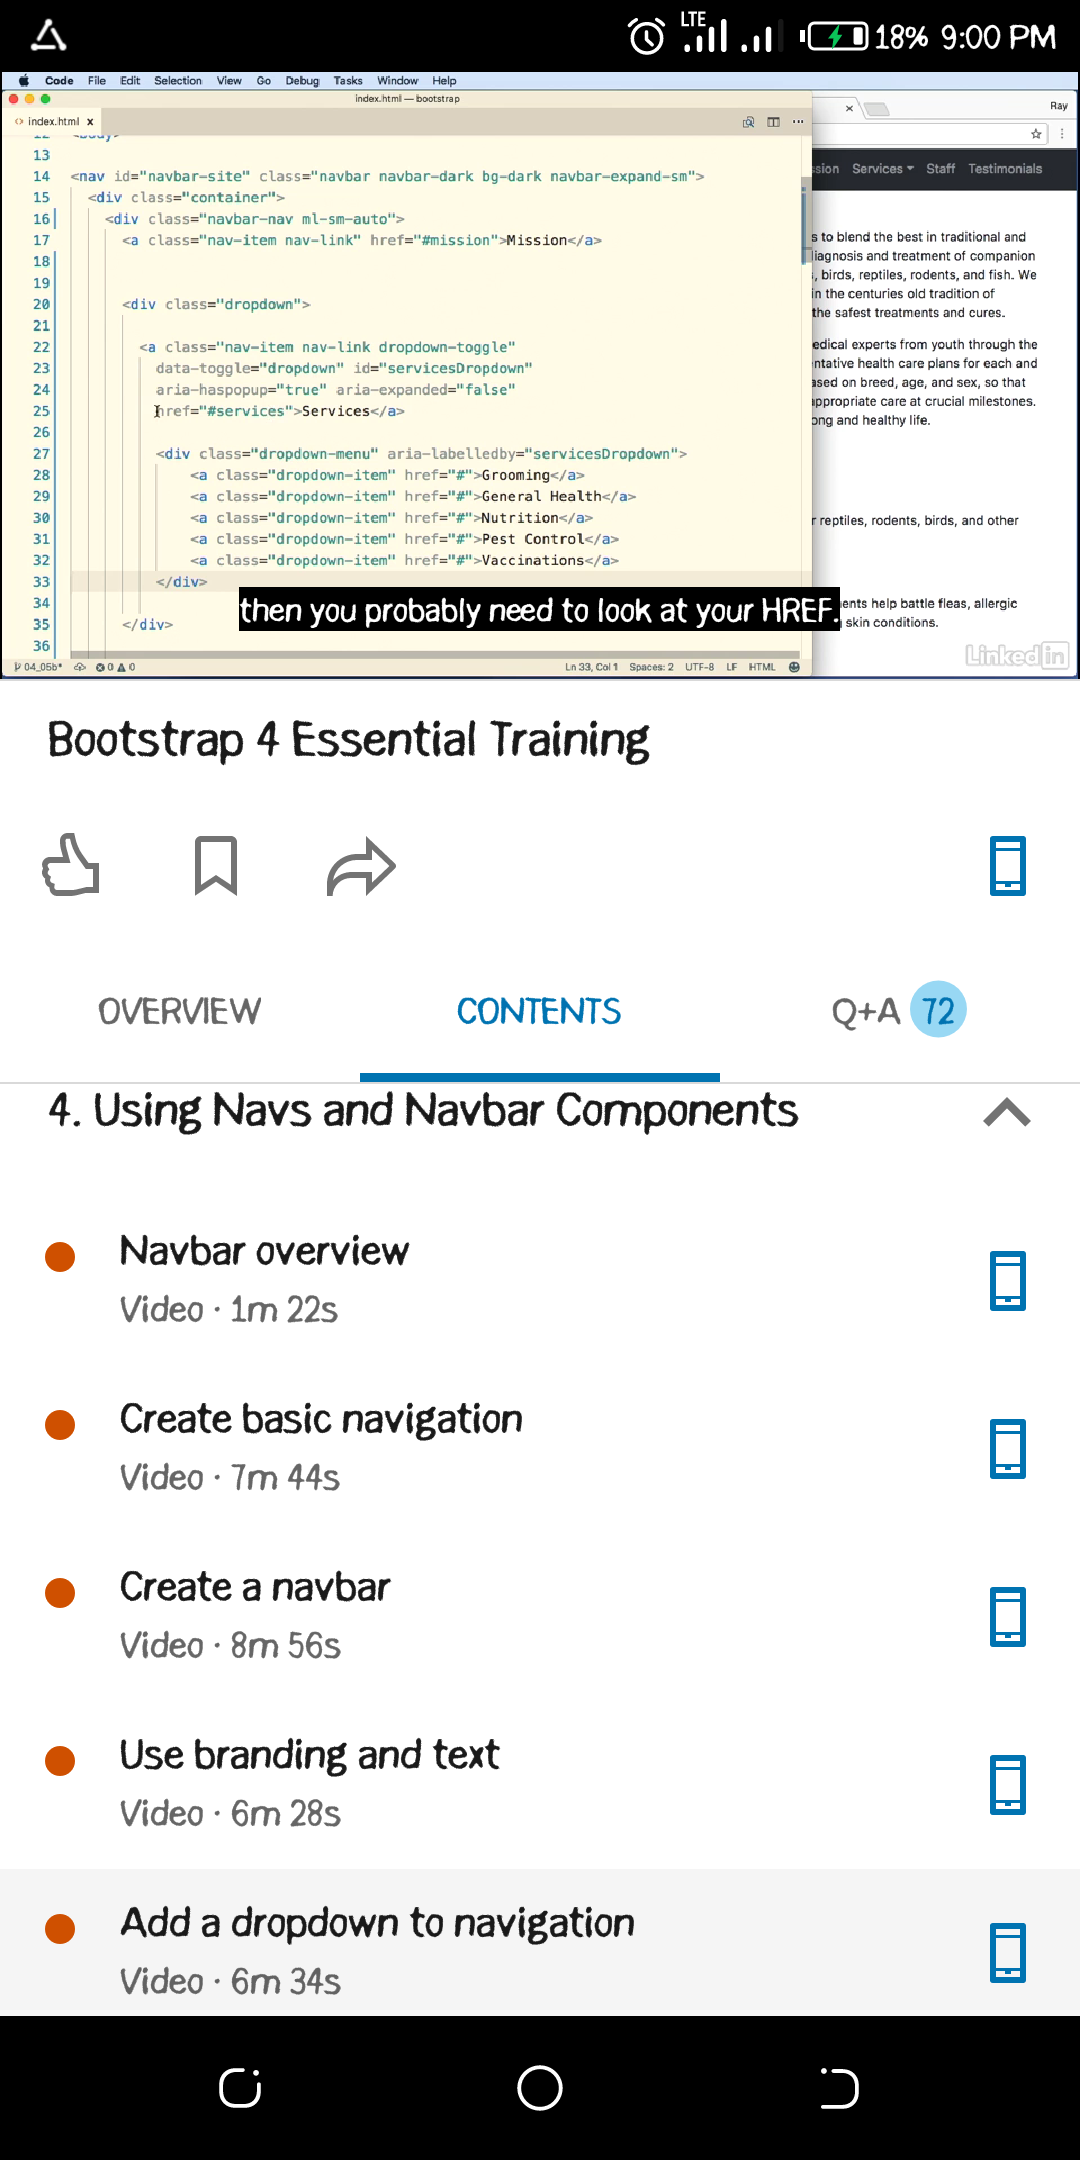 LTE 18% 9:00 PM
Code File Edit Selection View Go Debug Tasks Window Help
index.html — bootstrap
Ray
<> index.html x
13
14 <nav id="navbar-site" class="navbar navbar-dark bg-dark navbar-expand-sm">
15 <div class="container">
16 <div class="navbar-nav ml-sm-auto">
17 <a class="nav-item nav-link" href="#mission">Mission</a>
18
19
20 <div class="dropdown">
21
22 <a class="nav-item nav-link dropdown-toggle"
23 data-toggle="dropdown" id="servicesDropdown"
24 aria-haspopup="true" aria-expanded="false"
25 href="#services">Services</a>
26
27 <div class="dropdown-menu" aria-labelledby="servicesDropdown">
28 <a class="dropdown-item" href="#">Grooming</a>
29 <a class="dropdown-item" href="#">General Health</a>
30 <a class="dropdown-item" href="#">Nutrition</a>
31 <a class="dropdown-item" href="#">Pest Control</a>
32 <a class="dropdown-item" href="#">Vaccinations</a>
33 </div>
34
35 </div>
36
04_05b* 0 0 Ln 33, Col 1 Spaces: 2 UTF-8 LF HTML
ssion Services Staff Testimonials
s to blend the best in traditional and
iagnosis and treatment of companion
, birds, reptiles, rodents, and fish. We
in the centuries old tradition of
the safest treatments and cures.
edical experts from youth through the
ntative health care plans for each and
ased on breed, age, and sex, so that
appropriate care at crucial milestones.
ong and healthy life.
r reptiles, rodents, birds, and other
ents help battle fleas, allergic
skin conditions.
then you probably need to look at your HREF.
Linked in
Bootstrap 4 Essential Training
OVERVIEW CONTENTS Q+A 72
4. Using Navs and Navbar Components
Navbar overview
Video · 1m 22s
Create basic navigation
Video · 7m 44s
Create a navbar
Video · 8m 56s
Use branding and text
Video · 6m 28s
Add a dropdown to navigation
Video · 6m 34s